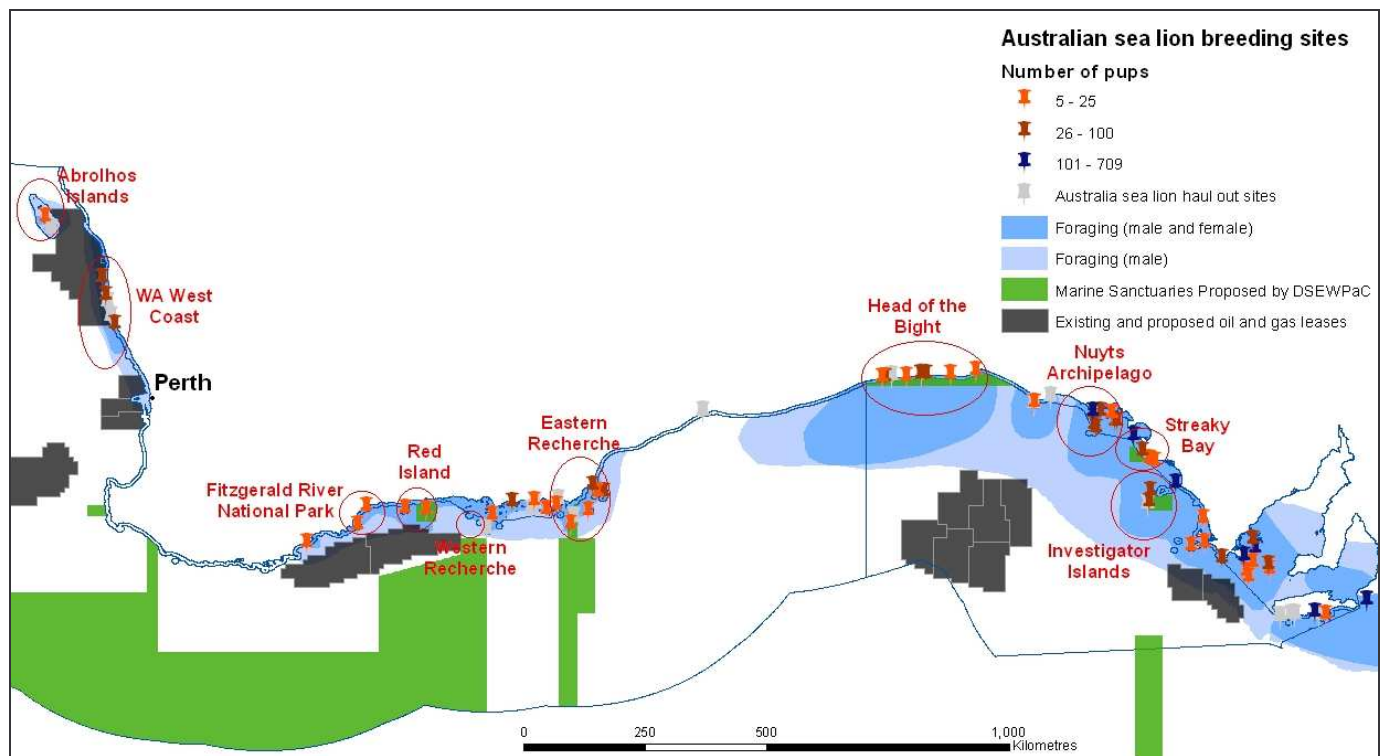 Australian sea lion breeding sites
Number of pups
5 - 25
26 - 100
101 - 709
Australia sea lion haul out sites
Foraging (male and female)
Foraging (male)
Marine Sanctuaries Proposed by DSEWPaC
Existing and proposed oil and gas leases
Abrolhos
Islands
WA West
Coast
Perth
Fitzgerald River
National Park
Red
Island
Western
Recherche
Eastern
Recherche
Head of the
Bight
Nuyts
Archipelago
Streaky
Bay
Investigator
Islands
0 250 500 1,000
Kilometres